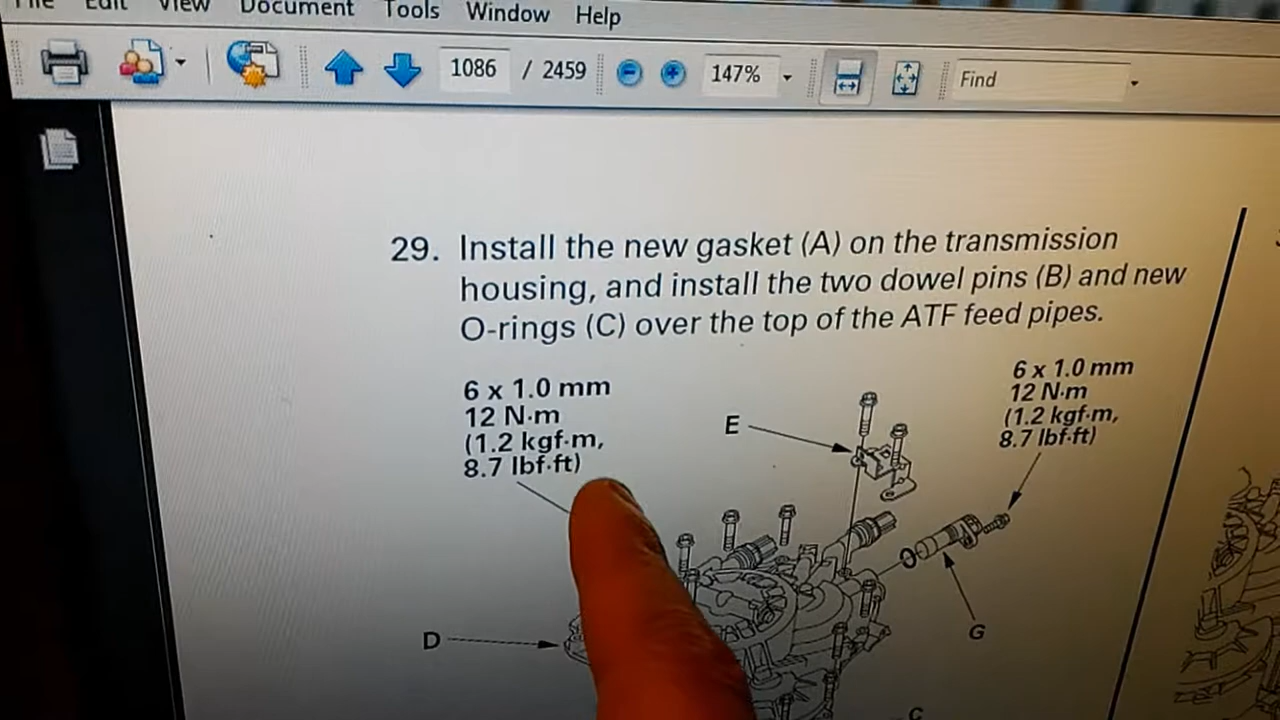 File Edit View Document Tools Window Help
1086 / 2459 147% Find
29. Install the new gasket (A) on the transmission
housing, and install the two dowel pins (B) and new
O-rings (C) over the top of the ATF feed pipes.
6 x 1.0 mm
12 N·m
(1.2 kgf·m,
8.7 lbf·ft)
E
6 x 1.0 mm
12 N·m
(1.2 kgf·m,
8.7 lbf·ft)
G
D
C